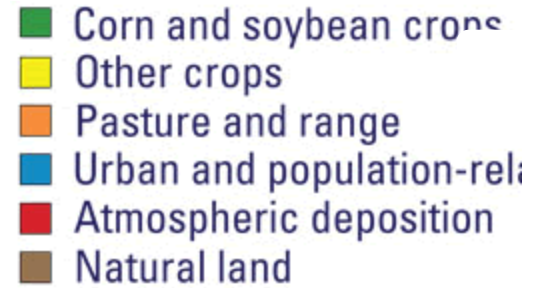 Corn and soybean crops
Other crops
Pasture and range
Urban and population-rela
Atmospheric deposition
Natural land